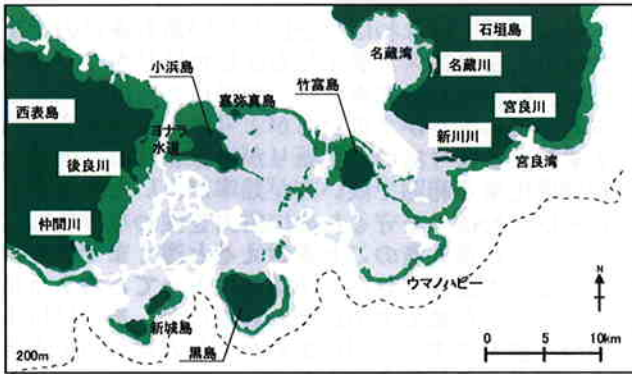 石垣島
名蔵湾
名蔵川
小浜島
嘉弥真島
竹富島
宮良川
西表島
ヨナラ
水道
新川川
宮良湾
後良川
仲間川
ウマノハピー
新城島
黒島
200m
N
0 5 10km